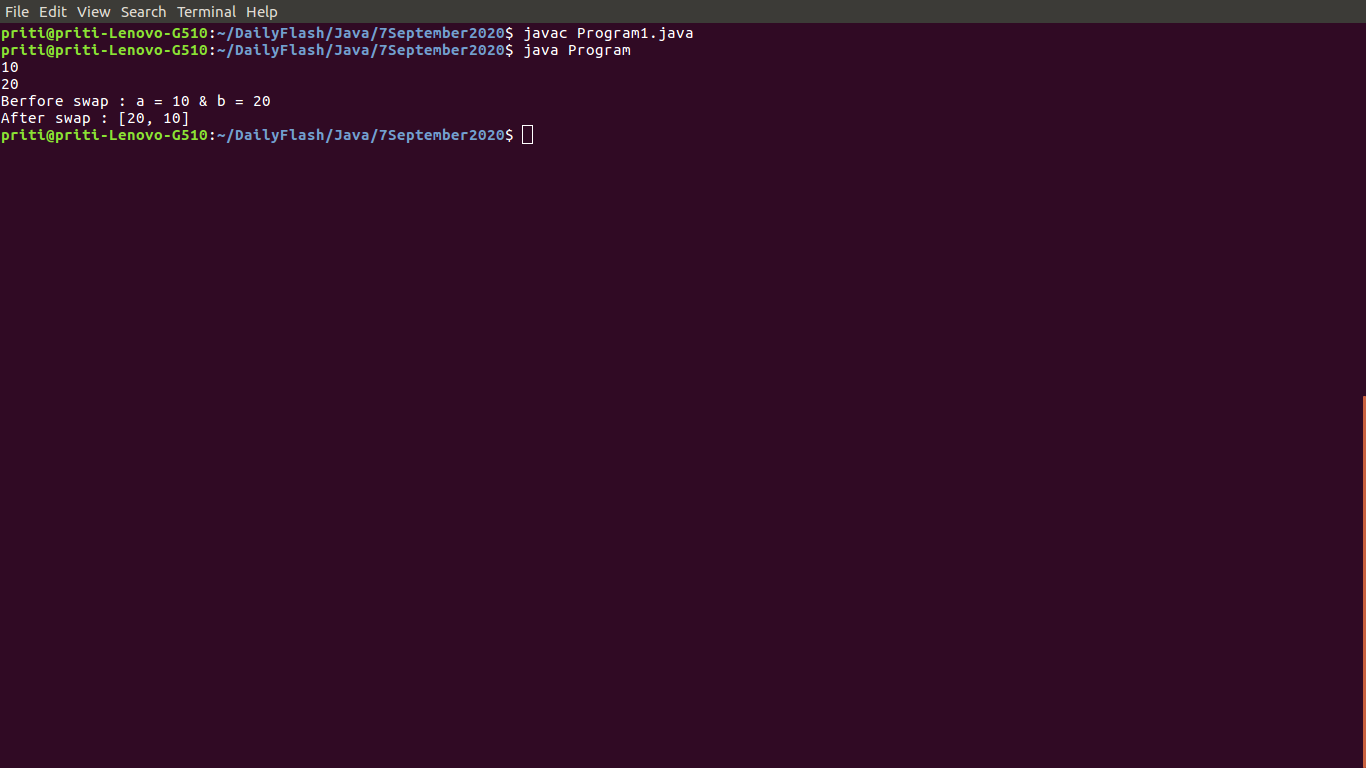 File Edit View Search Terminal Help
priti@priti-Lenovo-G510:~/DailyFlash/Java/7September2020$ javac Program1.java
priti@priti-Lenovo-G510:~/DailyFlash/Java/7September2020$ java Program
10
20
Berfore swap : a = 10 & b = 20
After swap : [20, 10]
priti@priti-Lenovo-G510:~/DailyFlash/Java/7September2020$